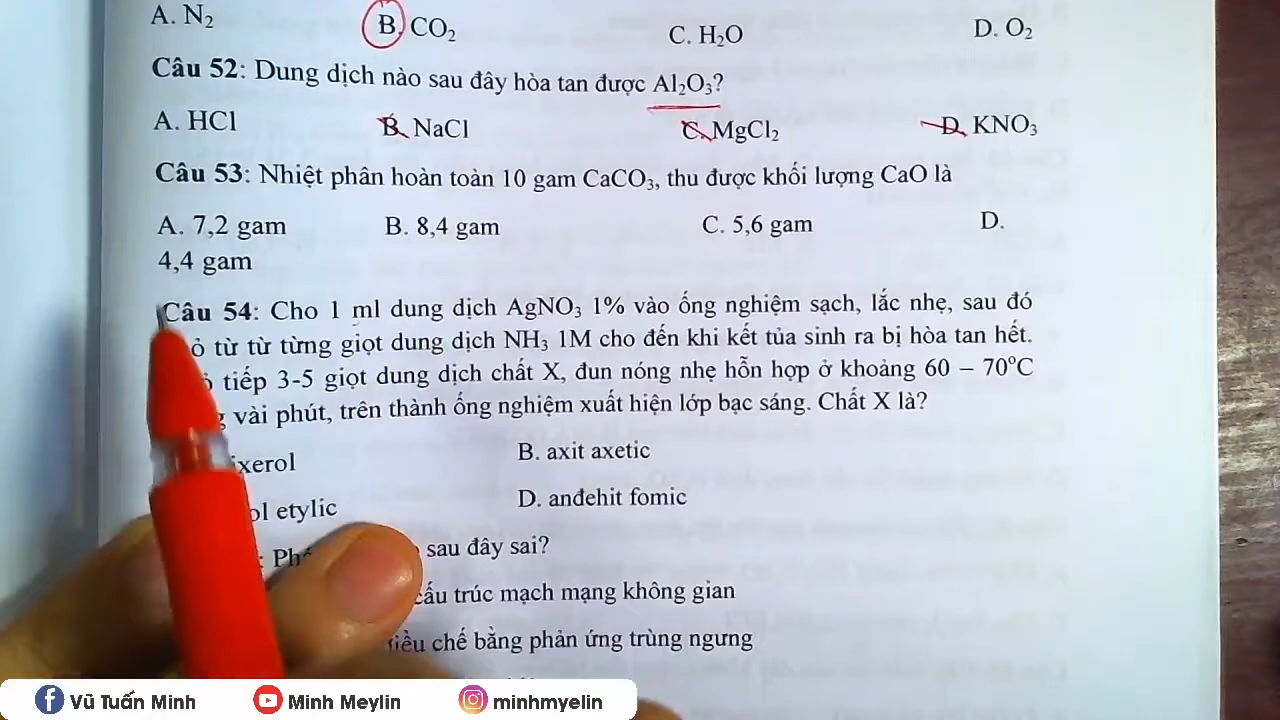 A. N₂ B. CO₂ C. H₂O D. O₂
Câu 52: Dung dịch nào sau đây hòa tan được Al₂O₃?
A. HCl B. NaCl C. MgCl₂ D. KNO₃
Câu 53: Nhiệt phân hoàn toàn 10 gam CaCO₃, thu được khối lượng CaO là
A. 7,2 gam B. 8,4 gam C. 5,6 gam D.
4,4 gam
Câu 54: Cho 1 ml dung dịch AgNO₃ 1% vào ống nghiệm sạch, lắc nhẹ, sau đó
từ từ từng giọt dung dịch NH₃ 1M cho đến khi kết tủa sinh ra bị hòa tan hết.
tiếp 3-5 giọt dung dịch chất X, đun nóng nhẹ hỗn hợp ở khoảng 60 – 70°C
vài phút, trên thành ống nghiệm xuất hiện lớp bạc sáng. Chất X là?
ixerol B. axit axetic
ol etylic D. anđehit fomic
: Ph sau đây sai?
cấu trúc mạch mạng không gian
điều chế bằng phản ứng trùng ngưng
Vũ Tuấn Minh Minh Meylin minhmyelin